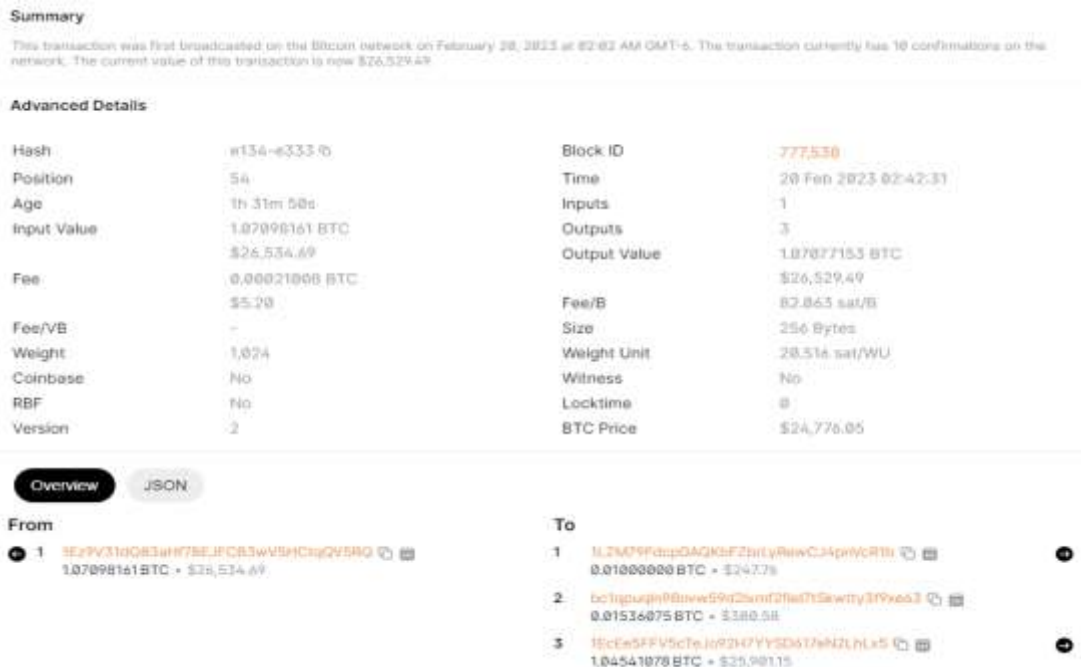 Summary
This transaction was first broadcasted on the Bitcoin network on February 20, 2023 at 02:02 AM GMT-6. The transaction currently has 10 confirmations on the
network. The current value of this transaction is now $26,529.49
Advanced Details
Hash e134-e333
Block ID 777,530
Position 54
Time 20 Feb 2023 02:42:31
Age 1h 31m 50s
Inputs 1
Input Value 1.07098161 BTC
Outputs 3
$26,534.69
Output Value 1.07077153 BTC
Fee 0.00021008 BTC
$26,529.49
$5.20
Fee/B 82.063 sat/B
Fee/VB -
Size 256 Bytes
Weight 1,024
Weight Unit 20.516 sat/WU
Coinbase No
Witness No
RBF No
Locktime 0
Version 2
BTC Price $24,776.05
Overview JSON
From
To
1
1.07098161 BTC • $26,534.69
1
0.01000000 BTC • $247.76
2
0.01536075 BTC • $380.58
3
1.04541078 BTC • $25,901.15